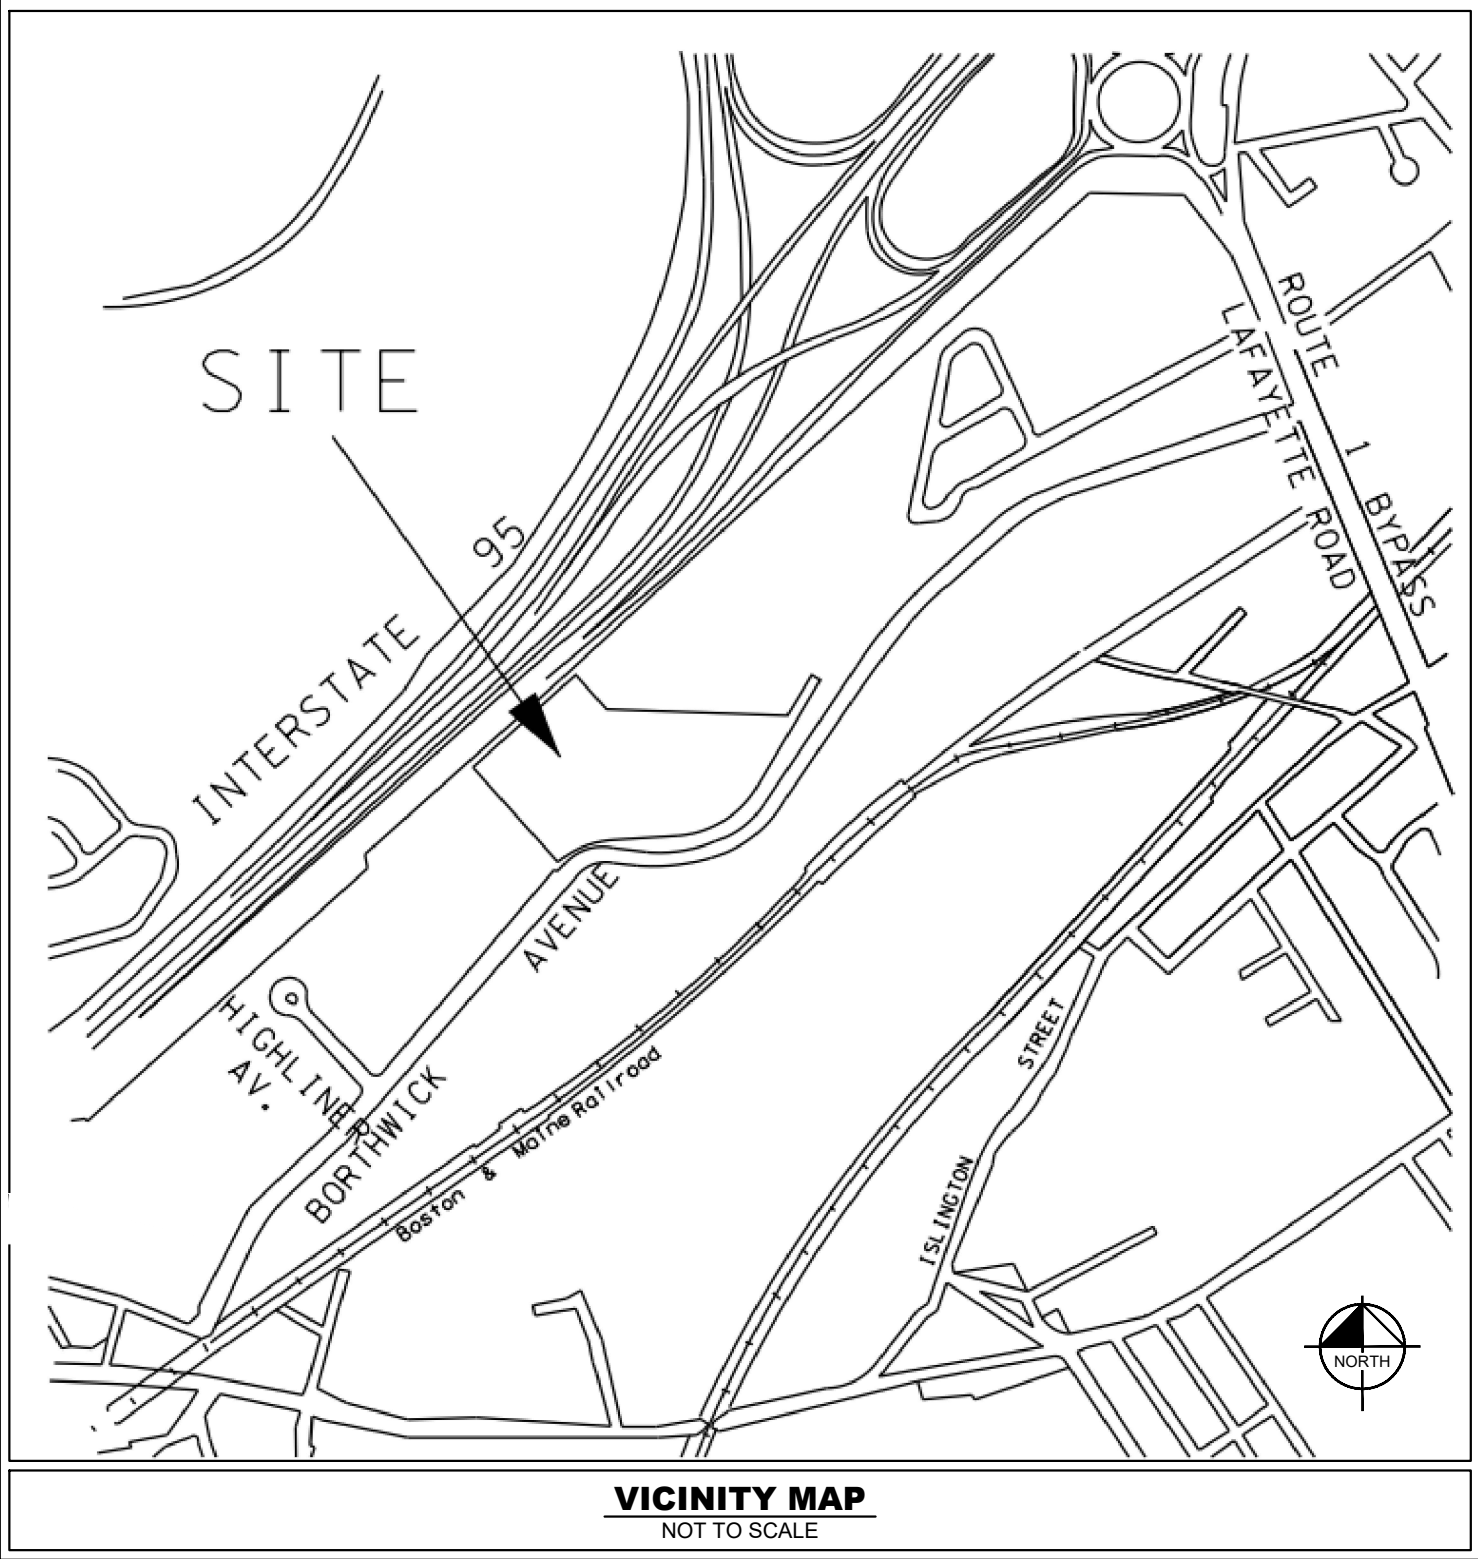 SITE
ROUTE 1 BYPASS
LAFAYETTE ROAD
INTERSTATE 95
AVENUE
HIGHLINER
AV.
BORTHWICK
Boston & Maine Railroad
STREET
ISLINGTON
NORTH
VICINITY MAP
NOT TO SCALE